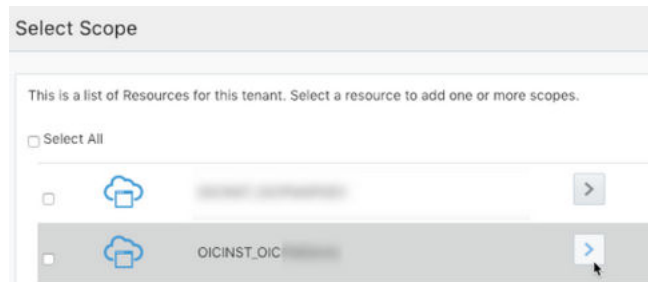 Select Scope
This is a list of Resources for this tenant. Select a resource to add one or more scopes.
Select All
OICINST_OIC